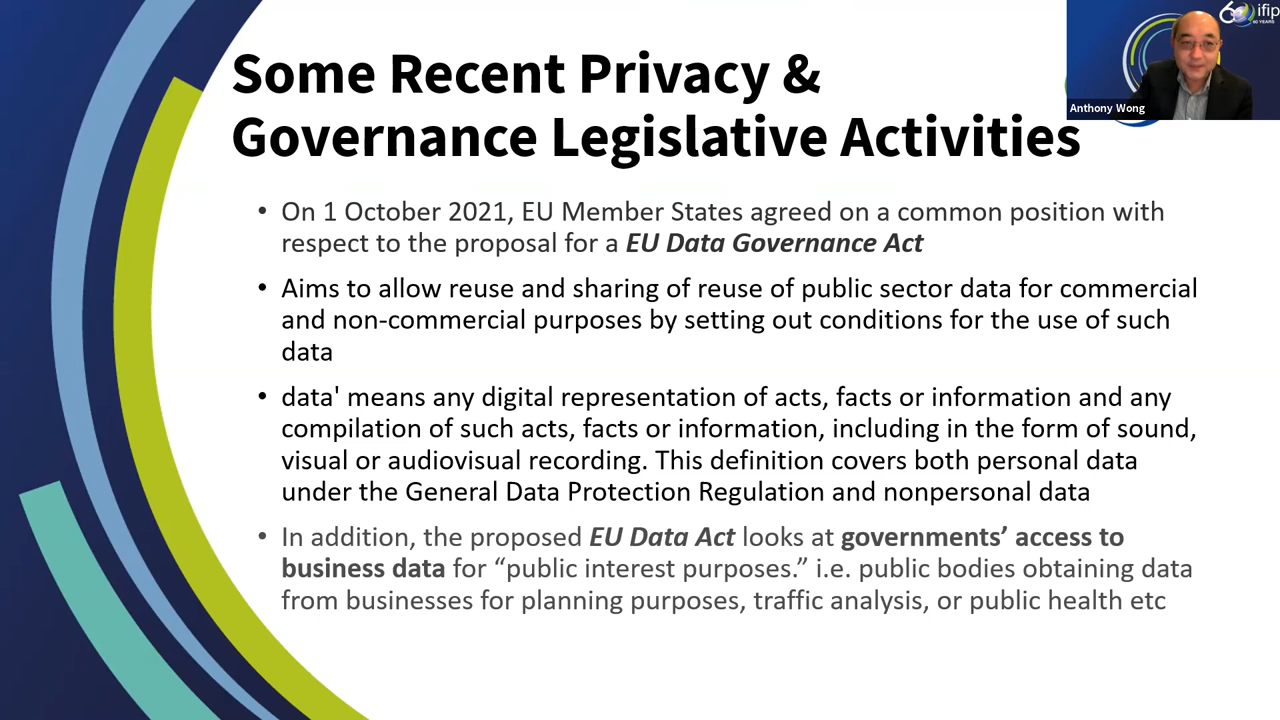 Some Recent Privacy &
Governance Legislative Activities
• On 1 October 2021, EU Member States agreed on a common position with
respect to the proposal for a EU Data Governance Act
• Aims to allow reuse and sharing of reuse of public sector data for commercial
and non-commercial purposes by setting out conditions for the use of such
data
• data' means any digital representation of acts, facts or information and any
compilation of such acts, facts or information, including in the form of sound,
visual or audiovisual recording. This definition covers both personal data
under the General Data Protection Regulation and nonpersonal data
• In addition, the proposed EU Data Act looks at governments’ access to
business data for “public interest purposes.” i.e. public bodies obtaining data
from businesses for planning purposes, traffic analysis, or public health etc
60 ifip
60 YEARS
Anthony Wong